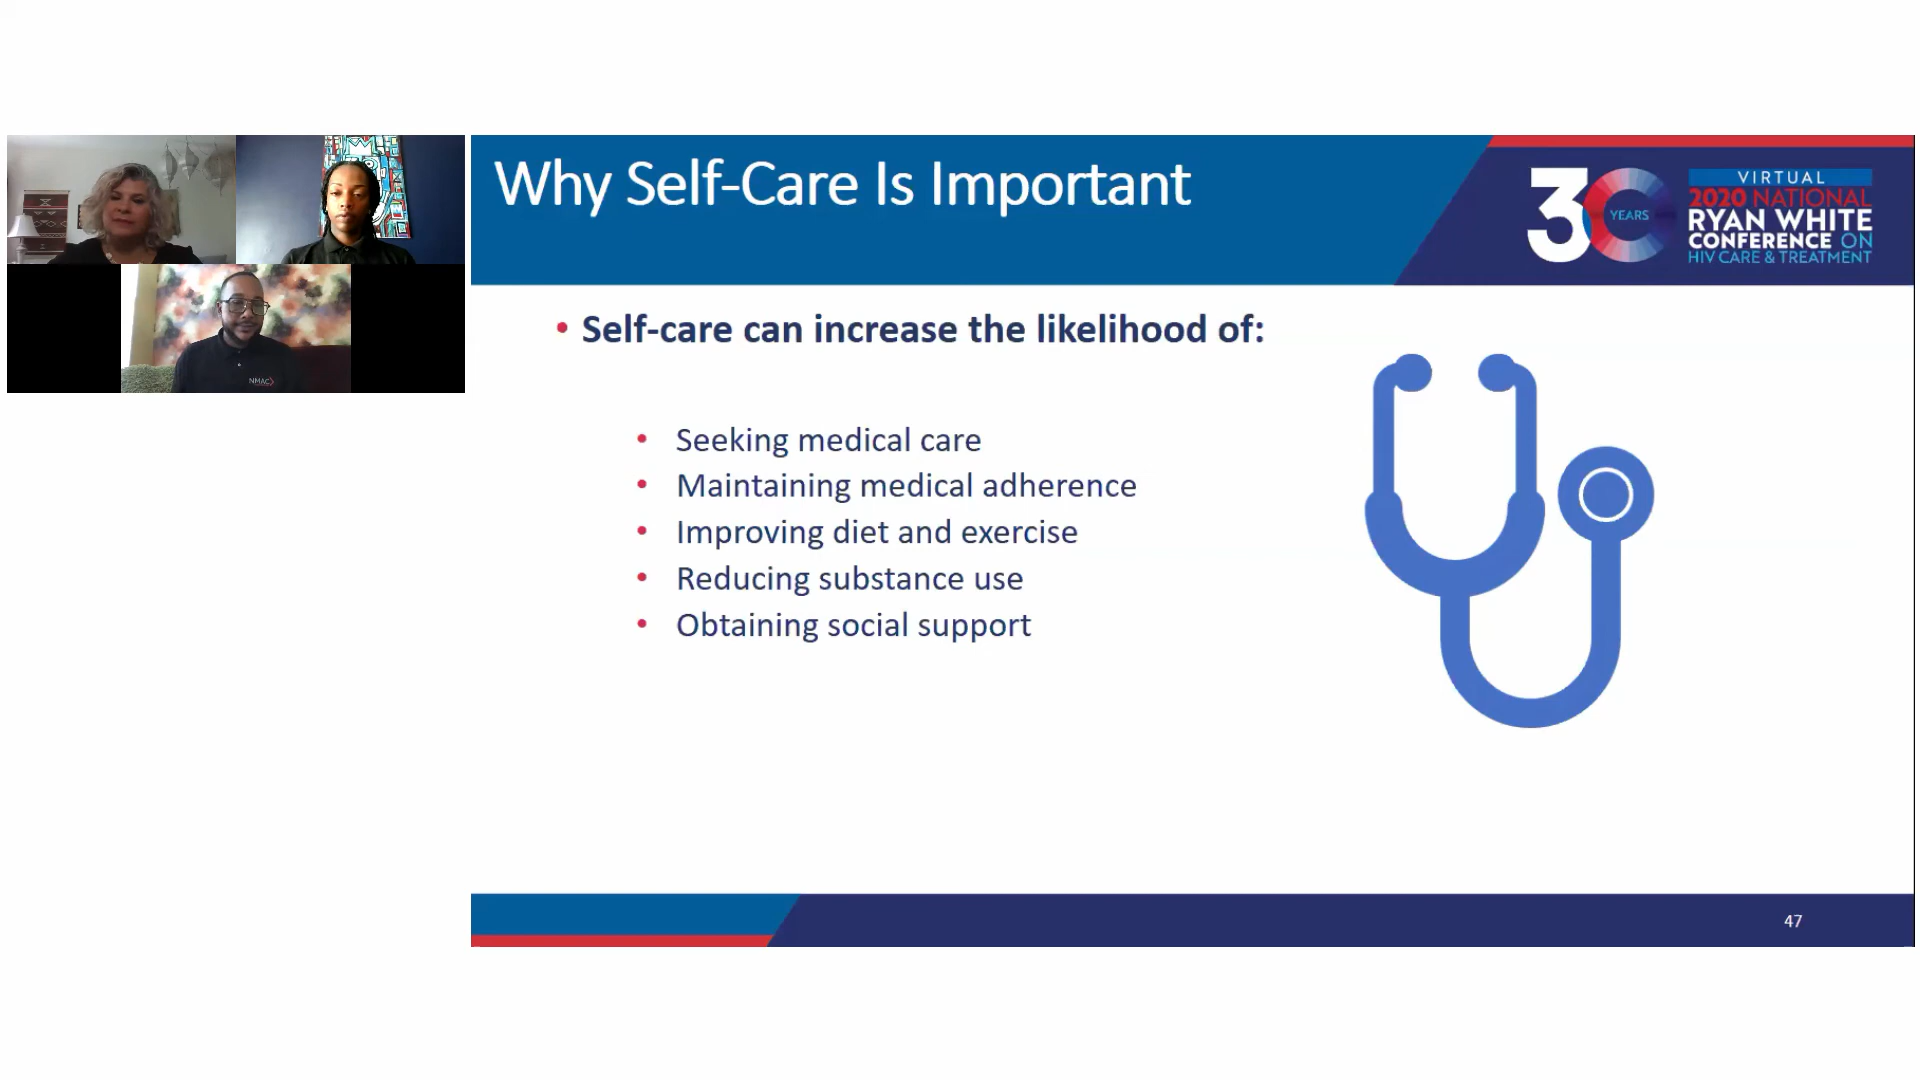 Why Self-Care Is Important
30
YEARS
VIRTUAL
2020 NATIONAL
RYAN WHITE
CONFERENCE ON
HIV CARE & TREATMENT
• Self-care can increase the likelihood of:
• Seeking medical care
• Maintaining medical adherence
• Improving diet and exercise
• Reducing substance use
• Obtaining social support
NMAC
47